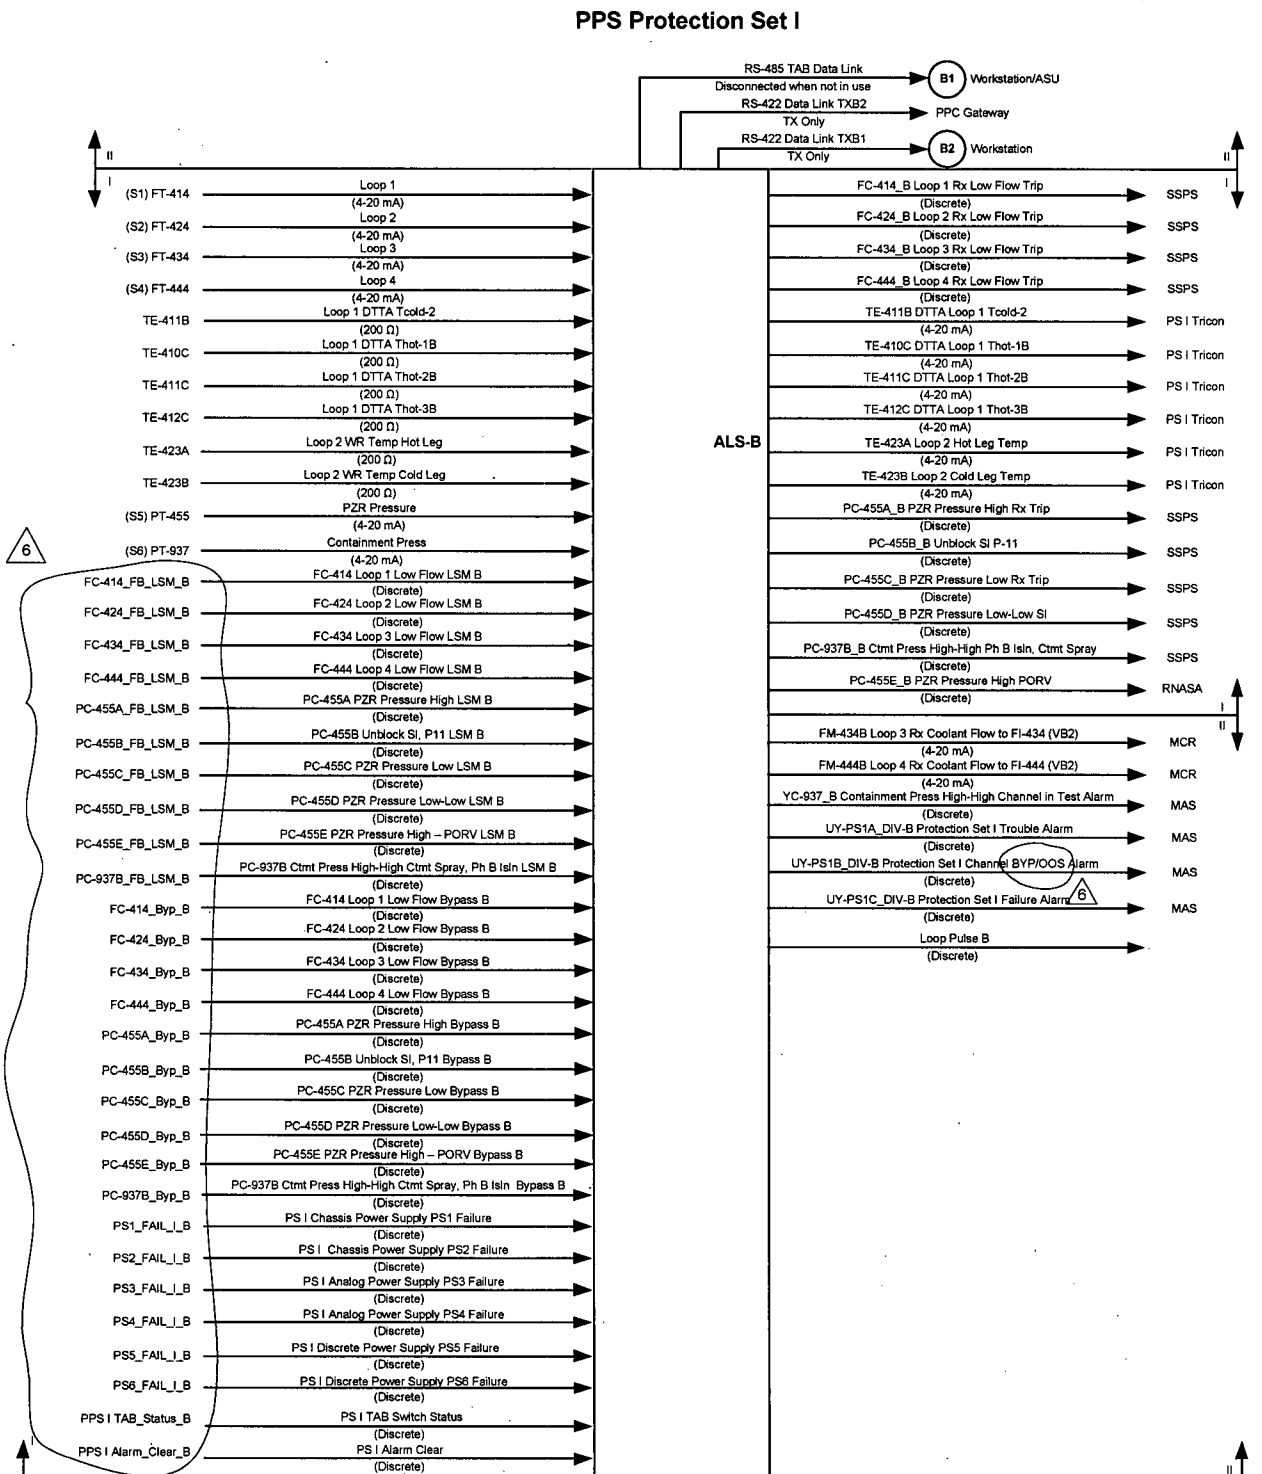 PPS Protection Set I
RS-485 TAB Data Link
Disconnected when not in use
B1
Workstation/ASU
RS-422 Data Link TXB2
TX Only
PPC Gateway
RS-422 Data Link TXB1
TX Only
B2
Workstation
II
I
II
I
(S1) FT-414
Loop 1
(4-20 mA)
(S2) FT-424
Loop 2
(4-20 mA)
(S3) FT-434
Loop 3
(4-20 mA)
(S4) FT-444
Loop 4
(4-20 mA)
TE-411B
Loop 1 DTTA Tcold-2
(200 Ω)
TE-410C
Loop 1 DTTA Thot-1B
(200 Ω)
TE-411C
Loop 1 DTTA Thot-2B
(200 Ω)
TE-412C
Loop 1 DTTA Thot-3B
(200 Ω)
TE-423A
Loop 2 WR Temp Hot Leg
(200 Ω)
TE-423B
Loop 2 WR Temp Cold Leg
(200 Ω)
(S5) PT-455
PZR Pressure
(4-20 mA)
6
(S6) PT-937
Containment Press
(4-20 mA)
FC-414_FB_LSM_B
FC-414 Loop 1 Low Flow LSM B
(Discrete)
FC-424_FB_LSM_B
FC-424 Loop 2 Low Flow LSM B
(Discrete)
FC-434_FB_LSM_B
FC-434 Loop 3 Low Flow LSM B
(Discrete)
FC-444_FB_LSM_B
FC-444 Loop 4 Low Flow LSM B
(Discrete)
PC-455A_FB_LSM_B
PC-455A PZR Pressure High LSM B
(Discrete)
PC-455B_FB_LSM_B
PC-455B Unblock SI, P11 LSM B
(Discrete)
PC-455C_FB_LSM_B
PC-455C PZR Pressure Low LSM B
(Discrete)
PC-455D_FB_LSM_B
PC-455D PZR Pressure Low-Low LSM B
(Discrete)
PC-455E_FB_LSM_B
PC-455E PZR Pressure High – PORV LSM B
(Discrete)
PC-937B_FB_LSM_B
PC-937B Ctmt Press High-High Ctmt Spray, Ph B Isln LSM B
(Discrete)
FC-414_Byp_B
FC-414 Loop 1 Low Flow Bypass B
(Discrete)
FC-424_Byp_B
FC-424 Loop 2 Low Flow Bypass B
(Discrete)
FC-434_Byp_B
FC-434 Loop 3 Low Flow Bypass B
(Discrete)
FC-444_Byp_B
FC-444 Loop 4 Low Flow Bypass B
(Discrete)
PC-455A_Byp_B
PC-455A PZR Pressure High Bypass B
(Discrete)
PC-455B_Byp_B
PC-455B Unblock SI, P11 Bypass B
(Discrete)
PC-455C_Byp_B
PC-455C PZR Pressure Low Bypass B
(Discrete)
PC-455D_Byp_B
PC-455D PZR Pressure Low-Low Bypass B
(Discrete)
PC-455E_Byp_B
PC-455E PZR Pressure High – PORV Bypass B
(Discrete)
PC-937B_Byp_B
PC-937B Ctmt Press High-High Ctmt Spray, Ph B Isln Bypass B
(Discrete)
PS1_FAIL_I_B
PS I Chassis Power Supply PS1 Failure
(Discrete)
PS2_FAIL_I_B
PS I Chassis Power Supply PS2 Failure
(Discrete)
PS3_FAIL_I_B
PS I Analog Power Supply PS3 Failure
(Discrete)
PS4_FAIL_I_B
PS I Analog Power Supply PS4 Failure
(Discrete)
PS5_FAIL_I_B
PS I Discrete Power Supply PS5 Failure
(Discrete)
PS6_FAIL_I_B
PS I Discrete Power Supply PS6 Failure
(Discrete)
PPS I TAB_Status_B
PS I TAB Switch Status
(Discrete)
PPS I Alarm_Clear_B
PS I Alarm Clear
(Discrete)
I
ALS-B
FC-414_B Loop 1 Rx Low Flow Trip
(Discrete)
SSPS
FC-424_B Loop 2 Rx Low Flow Trip
(Discrete)
SSPS
FC-434_B Loop 3 Rx Low Flow Trip
(Discrete)
SSPS
FC-444_B Loop 4 Rx Low Flow Trip
(Discrete)
SSPS
TE-411B DTTA Loop 1 Tcold-2
(4-20 mA)
PS I Tricon
TE-410C DTTA Loop 1 Thot-1B
(4-20 mA)
PS I Tricon
TE-411C DTTA Loop 1 Thot-2B
(4-20 mA)
PS I Tricon
TE-412C DTTA Loop 1 Thot-3B
(4-20 mA)
PS I Tricon
TE-423A Loop 2 Hot Leg Temp
(4-20 mA)
PS I Tricon
TE-423B Loop 2 Cold Leg Temp
(4-20 mA)
PS I Tricon
PC-455A_B PZR Pressure High Rx Trip
(Discrete)
SSPS
PC-455B_B Unblock SI P-11
(Discrete)
SSPS
PC-455C_B PZR Pressure Low Rx Trip
(Discrete)
SSPS
PC-455D_B PZR Pressure Low-Low SI
(Discrete)
SSPS
PC-937B_B Ctmt Press High-High Ph B Isln, Ctmt Spray
(Discrete)
SSPS
PC-455E_B PZR Pressure High PORV
(Discrete)
RNASA
I
II
FM-434B Loop 3 Rx Coolant Flow to FI-434 (VB2)
(4-20 mA)
MCR
FM-444B Loop 4 Rx Coolant Flow to FI-444 (VB2)
(4-20 mA)
MCR
YC-937_B Containment Press High-High Channel in Test Alarm
(Discrete)
MAS
UY-PS1A_DIV-B Protection Set I Trouble Alarm
(Discrete)
MAS
UY-PS1B_DIV-B Protection Set I Channel BYP/OOS Alarm
(Discrete)
MAS
UY-PS1C_DIV-B Protection Set I Failure Alarm
6
(Discrete)
MAS
Loop Pulse B
(Discrete)
II